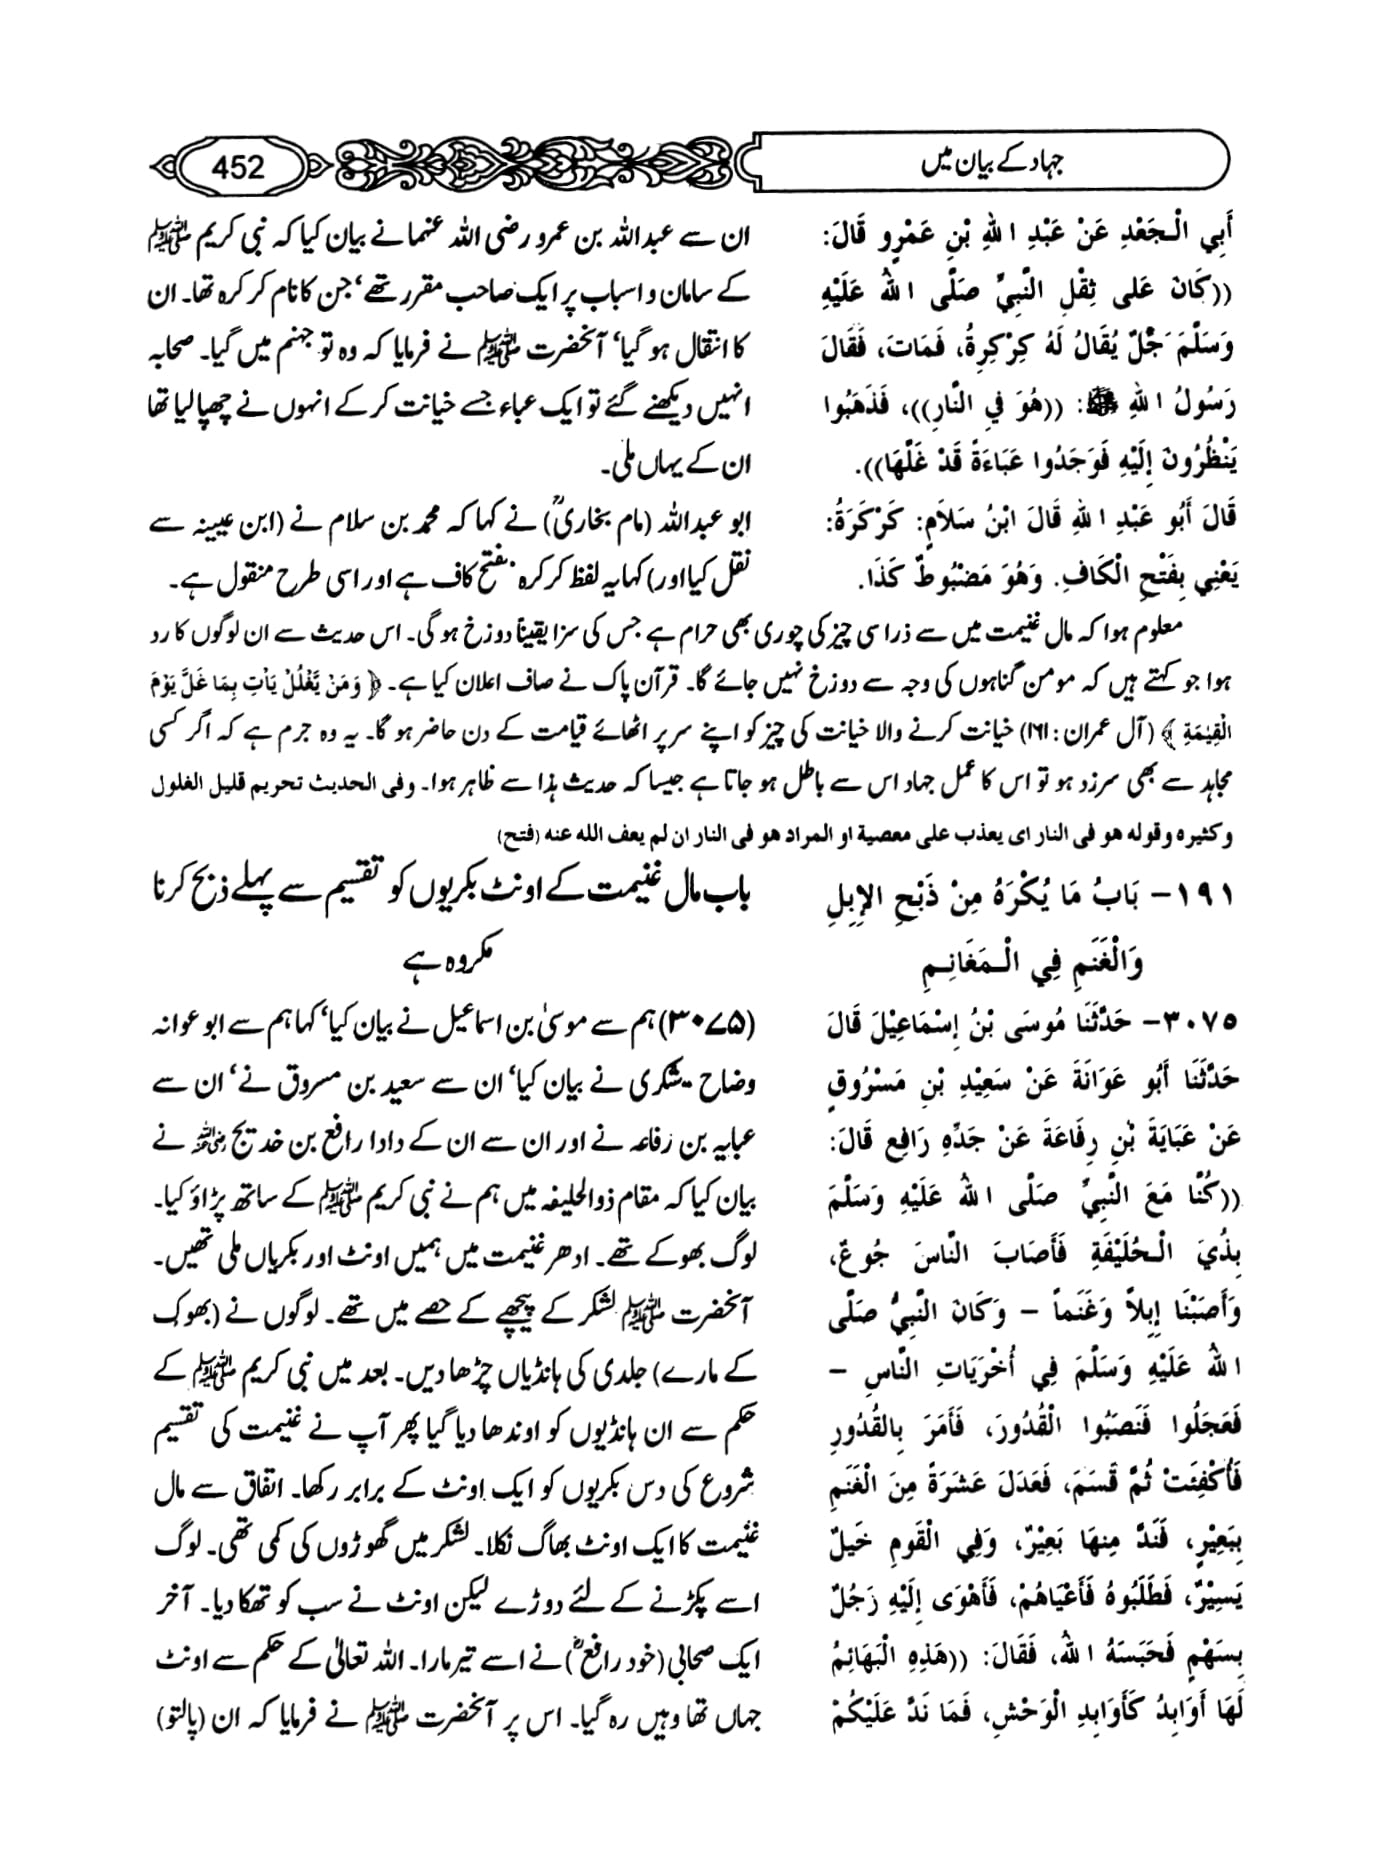 جہاد کے بیان میں
452
أَبِي الْجَعْدِ عَنْ عَبْدِ اللهِ بْنِ عَمْرٍو قَالَ:
((كَانَ عَلى ثِقْلِ النَّبِيِّ صَلَّى اللهُ عَلَيْهِ
وَسَلَّمَ رَجُلٌ يُقَالُ لَهُ كِرْكِرَةُ، فَمَاتَ، فَقَالَ
رَسُولُ اللهِ ﷺ: ((هُوَ فِي النَّارِ))، فَذَهَبُوا
يَنْظُرُونَ إِلَيْهِ فَوَجَدُوا عَبَاءَةً قَدْ غَلَّهَا)).
قَالَ أَبُو عَبْدِ اللهِ قَالَ ابْنُ سَلَامٍ: كَرْكَرَةُ:
يَعْنِي بِفَتْحِ الْكَافِ. وَهُوَ مَضْبُوطٌ كَذَا.
ان سے عبداللہ بن عمرو رضی اللہ عنہما نے بیان کیا کہ نبی کریم ﷺ
کے سامان و اسباب پر ایک صاحب مقرر تھے‘ جن کا نام کرکرہ تھا۔ ان
کا انتقال ہو گیا‘ آنحضرت ﷺ نے فرمایا کہ وہ تو جہنم میں گیا۔ صحابہ
انہیں دیکھنے گئے تو ایک عباء جسے خیانت کر کے انہوں نے چھپا لیا تھا
ان کے یہاں ملی۔
ابو عبداللہ (امام بخاریؒ) نے کہا کہ محمد بن سلام نے (ابن عیینہ سے
نقل کیا اور) کہا یہ لفظ کرکرہ بفتح کاف ہے اور اسی طرح منقول ہے۔
معلوم ہوا کہ مال غنیمت میں سے ذرا سی چیز کی چوری بھی حرام ہے جس کی سزا یقیناً دوزخ ہو گی۔ اس حدیث سے ان لوگوں کا رد
ہوا جو کہتے ہیں کہ مومن گناہوں کی وجہ سے دوزخ نہیں جائے گا۔ قرآن پاک نے صاف اعلان کیا ہے۔ ﴿ وَمَنْ يَّغْلُلْ يَأْتِ بِمَا غَلَّ يَوْمَ
الْقِيٰمَةِ ﴾ (آل عمران : ۱۶۱) خیانت کرنے والا خیانت کی چیز کو اپنے سر پر اٹھائے قیامت کے دن حاضر ہو گا۔ یہ وہ جرم ہے کہ اگر کسی
مجاہد سے بھی سرزد ہو تو اس کا عمل جہاد اس سے باطل ہو جاتا ہے جیسا کہ حدیث ہذا سے ظاہر ہوا۔ وفی الحدیث تحریم قلیل الغلول
وکثیرہ وقولہ ھو فی النار ای یعذب علی معصیة او المراد ھو فی النار ان لم یعف الله عنه (فتح)
١٩١- بَابُ مَا يُكْرَهُ مِنْ ذَبْحِ الإِبِلِ
وَالْغَنَمِ فِي الْمَغَانِمِ
باب مال غنیمت کے اونٹ بکریوں کو تقسیم سے پہلے ذبح کرنا
مکروہ ہے
٣٠٧٥- حَدَّثَنَا مُوسَى بْنُ إِسْمَاعِيْلَ قَالَ
حَدَّثَنَا أَبُو عَوَانَةَ عَنْ سَعِيْدِ بْنِ مَسْرُوقٍ
عَنْ عَبَايَةَ بْنِ رِفَاعَةَ عَنْ جَدِّهِ رَافِعٍ قَالَ:
((كُنَّا مَعَ النَّبِيِّ صَلَّى اللهُ عَلَيْهِ وَسَلَّمَ
بِذِيَ الْحُلَيْفَةِ فَأَصَابَ النَّاسَ جُوعٌ،
وَأَصَبْنَا إِبِلاً وَغَنَماً - وَكَانَ النَّبِيُّ صَلَّى
اللهُ عَلَيْهِ وَسَلَّمَ فِي أُخْرَيَاتِ النَّاسِ -
فَعَجَلُوا فَنَصَبُوا الْقُدُورَ، فَأَمَرَ بِالقُدُورِ
فَأُكْفِئَتْ ثُمَّ قَسَمَ، فَعَدَلَ عَشَرَةً مِنَ الْغَنَمِ
بِبَعِيْرٍ، فَنَدَّ مِنهَا بَعِيْرٌ، وَفِي الْقَومِ خَيلٌ
يَسِيْرٌ، فَطَلَبُوهُ فَأَعْيَاهُمْ، فَأَهْوَى إِلَيْهِ رَجُلٌ
بِسَهْمٍ فَحَبَسَهُ اللهُ، فَقَالَ: ((هَذِهِ الْبَهَائِمُ
لَهَا أَوَابِدُ كَأَوَابِدِ الْوَحْشِ، فَمَا نَدَّ عَلَيْكُمْ
(۳۰۷۵) ہم سے موسیٰ بن اسماعیل نے بیان کیا‘ کہا ہم سے ابو عوانہ
وضاح یشکری نے بیان کیا‘ ان سے سعید بن مسروق نے‘ ان سے
عبایہ بن رفاعہ نے اور ان سے ان کے دادا رافع بن خدیج رضی اللہ عنہ نے
بیان کیا کہ مقام ذوالحلیفہ میں ہم نے نبی کریم ﷺ کے ساتھ پڑاؤ کیا۔
لوگ بھوکے تھے۔ ادھر غنیمت میں ہمیں اونٹ اور بکریاں ملی تھیں۔
آنحضرت ﷺ لشکر کے پیچھے کے حصے میں تھے۔ لوگوں نے (بھوک
کے مارے) جلدی کی ہانڈیاں چڑھا دیں۔ بعد میں نبی کریم ﷺ کے
حکم سے ان ہانڈیوں کو اوندھا دیا گیا پھر آپ نے غنیمت کی تقسیم
شروع کی دس بکریوں کو ایک اونٹ کے برابر رکھا۔ اتفاق سے مال
غنیمت کا ایک اونٹ بھاگ نکلا۔ لشکر میں گھوڑوں کی کمی تھی۔ لوگ
اسے پکڑنے کے لئے دوڑے لیکن اونٹ نے سب کو تھکا دیا۔ آخر
ایک صحابی (خود رافعؓ) نے اسے تیر مارا۔ اللہ تعالیٰ کے حکم سے اونٹ
جہاں تھا وہیں رہ گیا۔ اس پر آنحضرت ﷺ نے فرمایا کہ ان (پالتو)